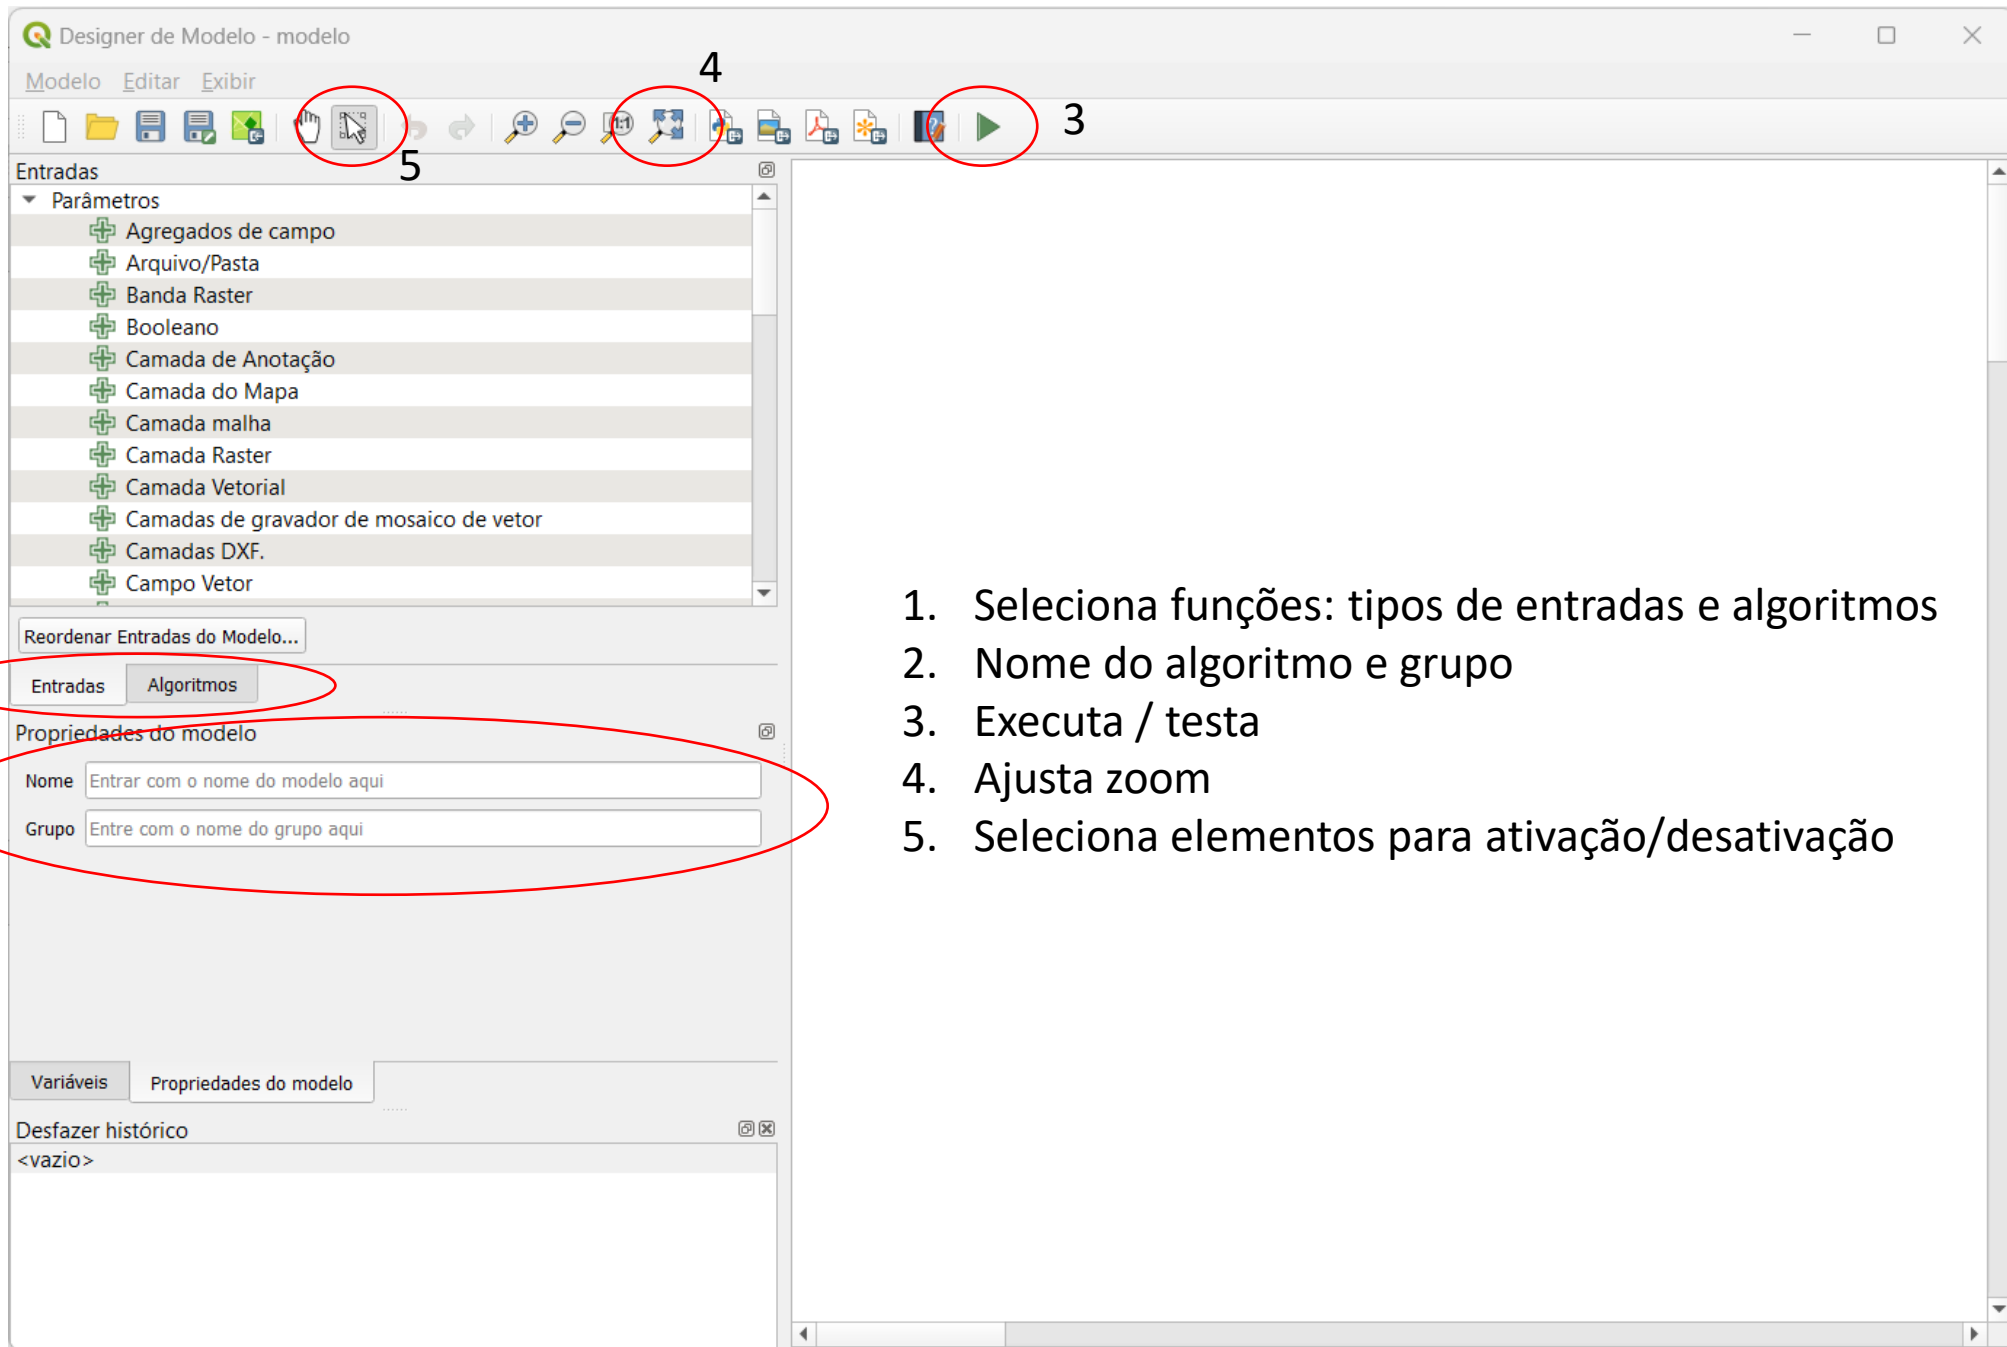 Designer de Modelo - modelo
Modelo Editar Exibir
4
3
5
1:1
Entradas
Parâmetros
Agregados de campo
Arquivo/Pasta
Banda Raster
Booleano
Camada de Anotação
Camada do Mapa
Camada malha
Camada Raster
Camada Vetorial
Camadas de gravador de mosaico de vetor
Camadas DXF.
Campo Vetor
Reordenar Entradas do Modelo...
Entradas Algoritmos
Propriedades do modelo
Nome Entrar com o nome do modelo aqui
Grupo Entre com o nome do grupo aqui
Variáveis Propriedades do modelo
Desfazer histórico
<vazio>
1. Seleciona funções: tipos de entradas e algoritmos
2. Nome do algoritmo e grupo
3. Executa / testa
4. Ajusta zoom
5. Seleciona elementos para ativação/desativação